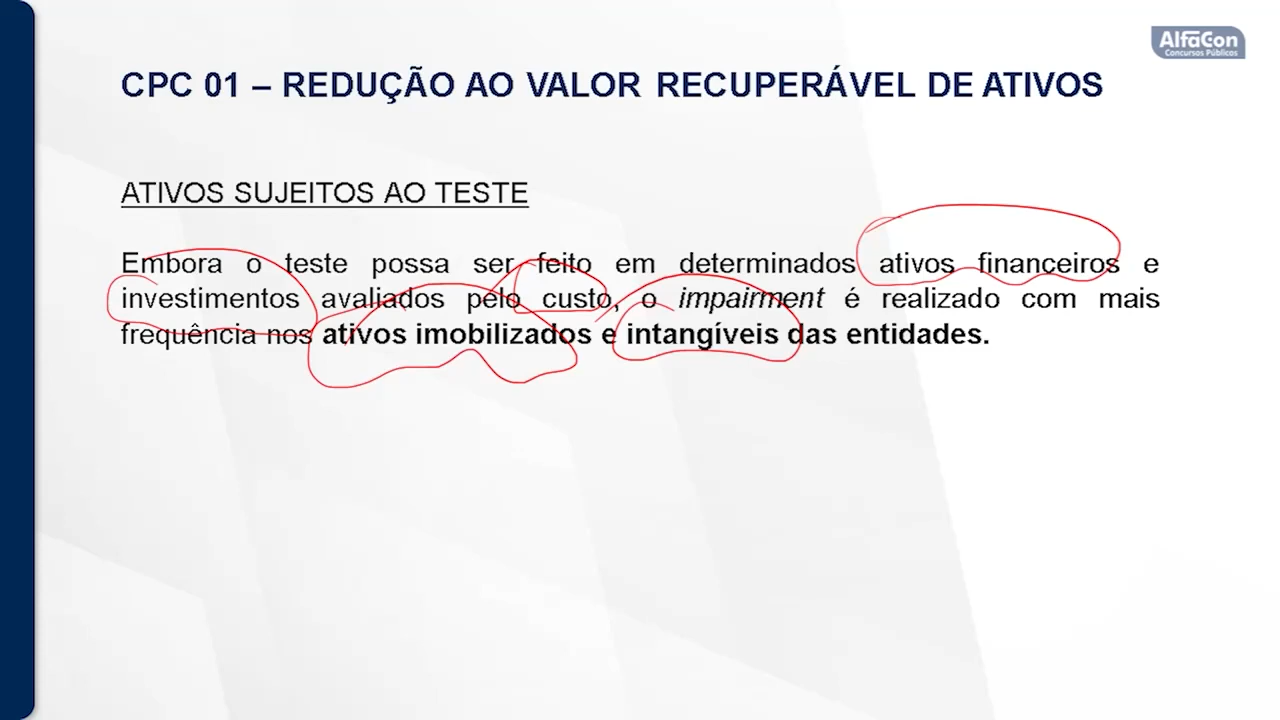 AlfaCon
Concursos Públicos
CPC 01 – REDUÇÃO AO VALOR RECUPERÁVEL DE ATIVOS
ATIVOS SUJEITOS AO TESTE
Embora o teste possa ser feito em determinados ativos financeiros e
investimentos avaliados pelo custo, o impairment é realizado com mais
frequência nos ativos imobilizados e intangíveis das entidades.